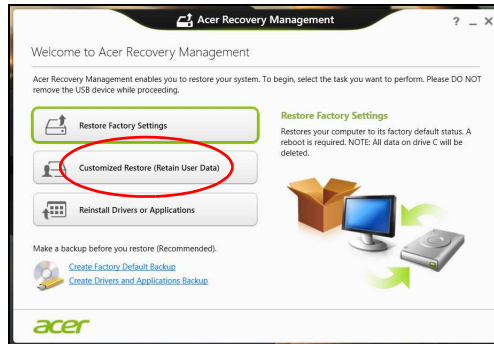 Acer Recovery Management
Welcome to Acer Recovery Management
Acer Recovery Management enables you to restore your system. To begin, select the task you want to perform. Please DO NOT
remove the USB device while proceeding.
Restore Factory Settings
Customized Restore (Retain User Data)
Reinstall Drivers or Applications
Restore Factory Settings
Restores your computer to its factory default status. A
reboot is required. NOTE: All data on drive C will be
deleted.
Make a backup before you restore (Recommended).
Create Factory Default Backup
Create Drivers and Applications Backup
acer